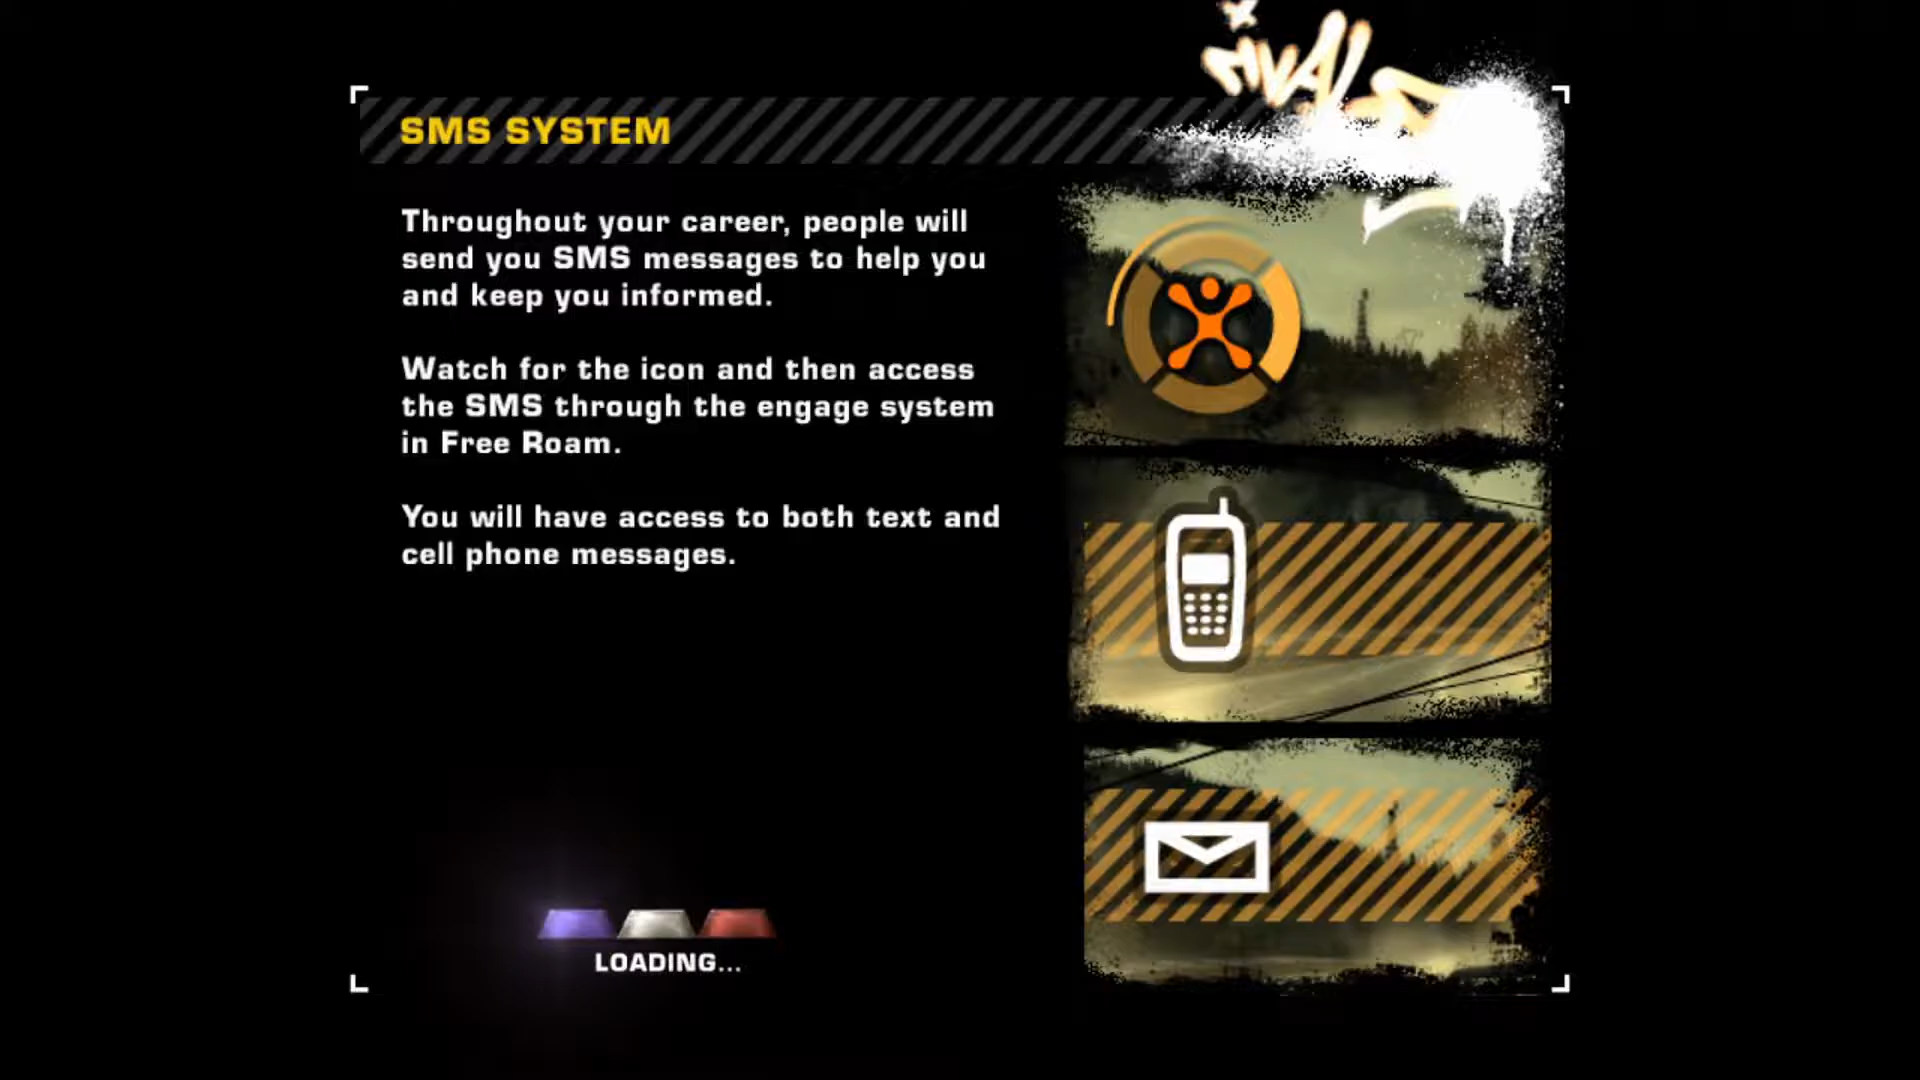 SMS SYSTEM
Throughout your career, people will
send you SMS messages to help you
and keep you informed.
Watch for the icon and then access
the SMS through the engage system
in Free Roam.
You will have access to both text and
cell phone messages.
LOADING...